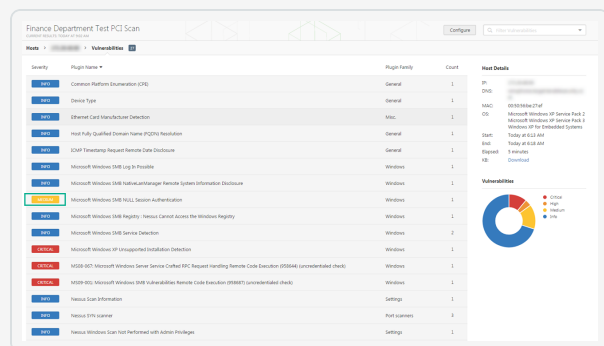 Finance Department Test PCI Scan
Configure
Hosts > Vulnerabilities
Severity Plugin Name Plugin Family Count
INFO Common Platform Enumeration (CPE) General 1
INFO Device Type General 1
INFO Ethernet Card Manufacturer Detection Misc. 1
INFO Host Fully Qualified Domain Name (FQDN) Resolution General 1
INFO ICMP Timestamp Request Remote Date Disclosure General 1
INFO Microsoft Windows SMB Log In Possible Windows 1
INFO Microsoft Windows SMB NativeLanManager Remote System Information Disclosure Windows 1
MEDIUM Microsoft Windows SMB NULL Session Authentication Windows 1
INFO Microsoft Windows SMB Registry : Nessus Cannot Access the Windows Registry Windows 1
INFO Microsoft Windows SMB Service Detection Windows 2
CRITICAL Microsoft Windows XP Unsupported Installation Detection Windows 1
CRITICAL MS08-067: Microsoft Windows Server Service Crafted RPC Request Handling Remote Code Execution (958644) (uncredentialed check) Windows 1
CRITICAL MS09-001: Microsoft Windows SMB Vulnerabilities Remote Code Execution (958687) (uncredentialed check) Windows 1
INFO Nessus Scan Information Settings 1
INFO Nessus SYN scanner Port scanners 3
INFO Nessus Windows Scan Not Performed with Admin Privileges Settings 1
Host Details
IP:
DNS:
MAC: 00:50:56:be:27:ef
OS: Microsoft Windows XP Service Pack 2
Microsoft Windows XP Service Pack 3
Windows XP for Embedded Systems
Start: Today at 6:13 AM
End: Today at 6:18 AM
Elapsed: 5 minutes
KB: Download
Vulnerabilities
Critical
High
Medium
Info